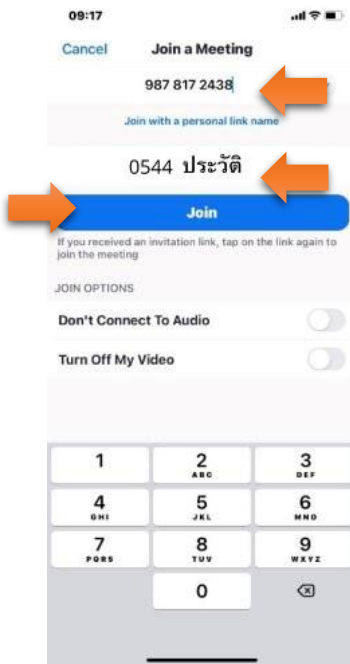 09:17
Cancel Join a Meeting
987 817 2438
Join with a personal link name
0544 ประวัติ
Join
If you received an invitation link, tap on the link again to
join the meeting
JOIN OPTIONS
Don't Connect To Audio
Turn Off My Video
1 2 3
ABC DEF
4 5 6
GHI JKL MNO
7 8 9
PQRS TUV WXYZ
0